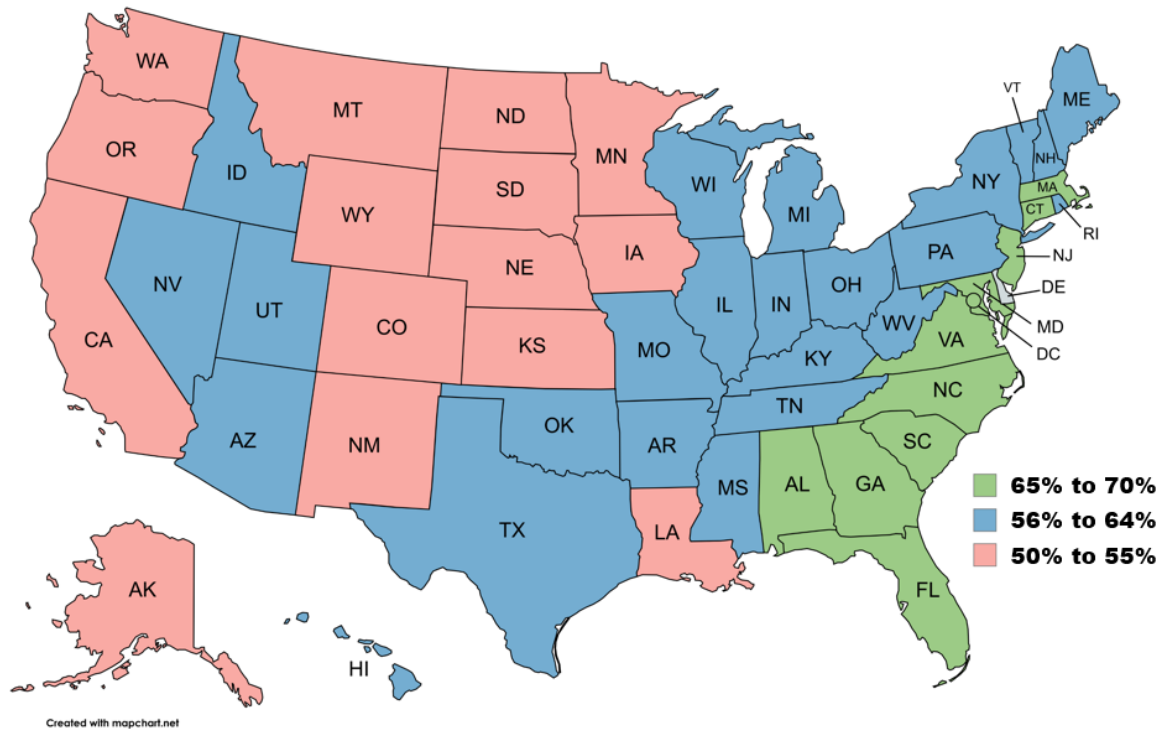 WA
MT
ND
MN
OR
ID
SD
WY
WI
MI
NY
VT
ME
NH
MA
CT
RI
NJ
DE
MD
DC
NE
IA
PA
NV
UT
CO
KS
MO
IL
IN
OH
WV
VA
KY
CA
AZ
NM
OK
AR
TN
NC
SC
TX
LA
MS
AL
GA
FL
AK
HI
65% to 70%
56% to 64%
50% to 55%
Created with mapchart.net